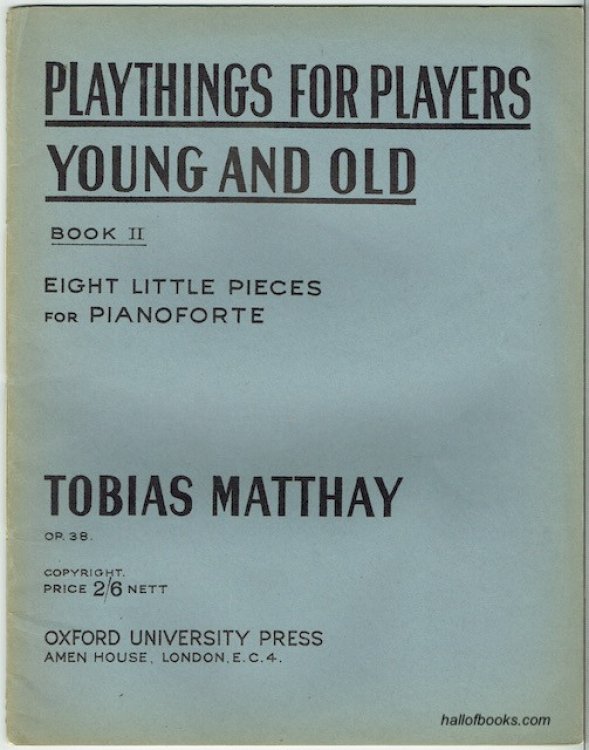 PLAYTHINGS FOR PLAYERS
YOUNG AND OLD
BOOK II
EIGHT LITTLE PIECES
FOR PIANOFORTE
TOBIAS MATTHAY
OP. 38.
COPYRIGHT.
PRICE 2/6 NETT
OXFORD UNIVERSITY PRESS
AMEN HOUSE, LONDON, E.C.4.
hallofbooks.com